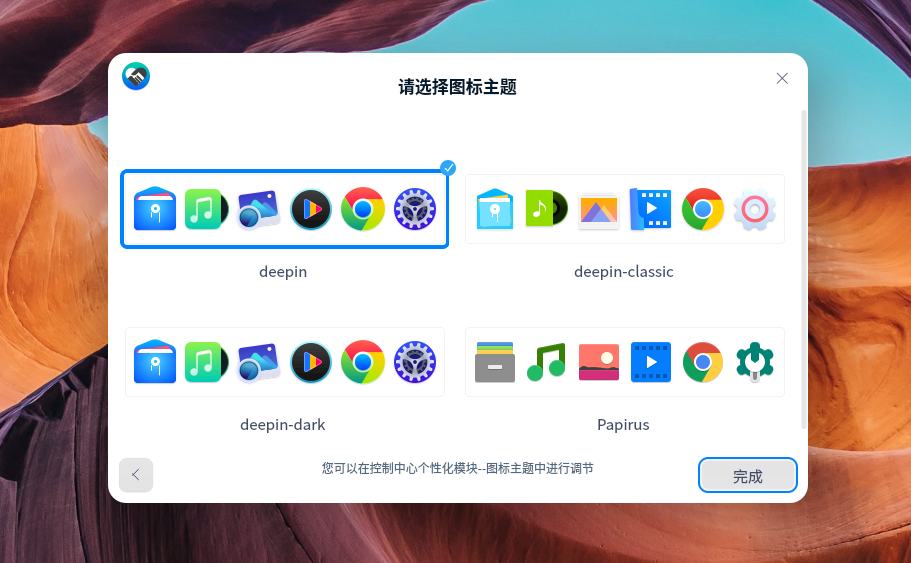 请选择图标主题
deepin
deepin-classic
deepin-dark
Papirus
您可以在控制中心个性化模块--图标主题中进行调节
完成